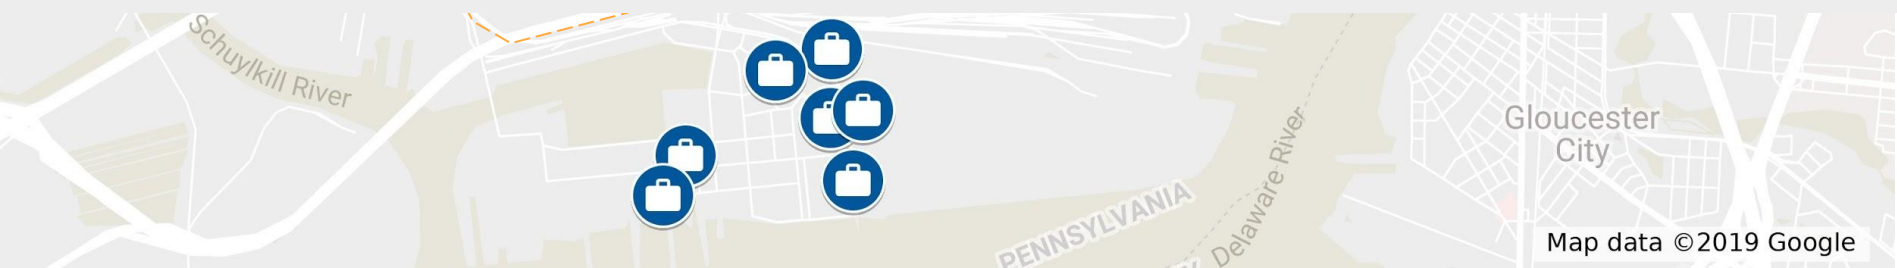 Schuylkill River
Gloucester
City
Delaware River
PENNSYLVANIA
Map data ©2019 Google